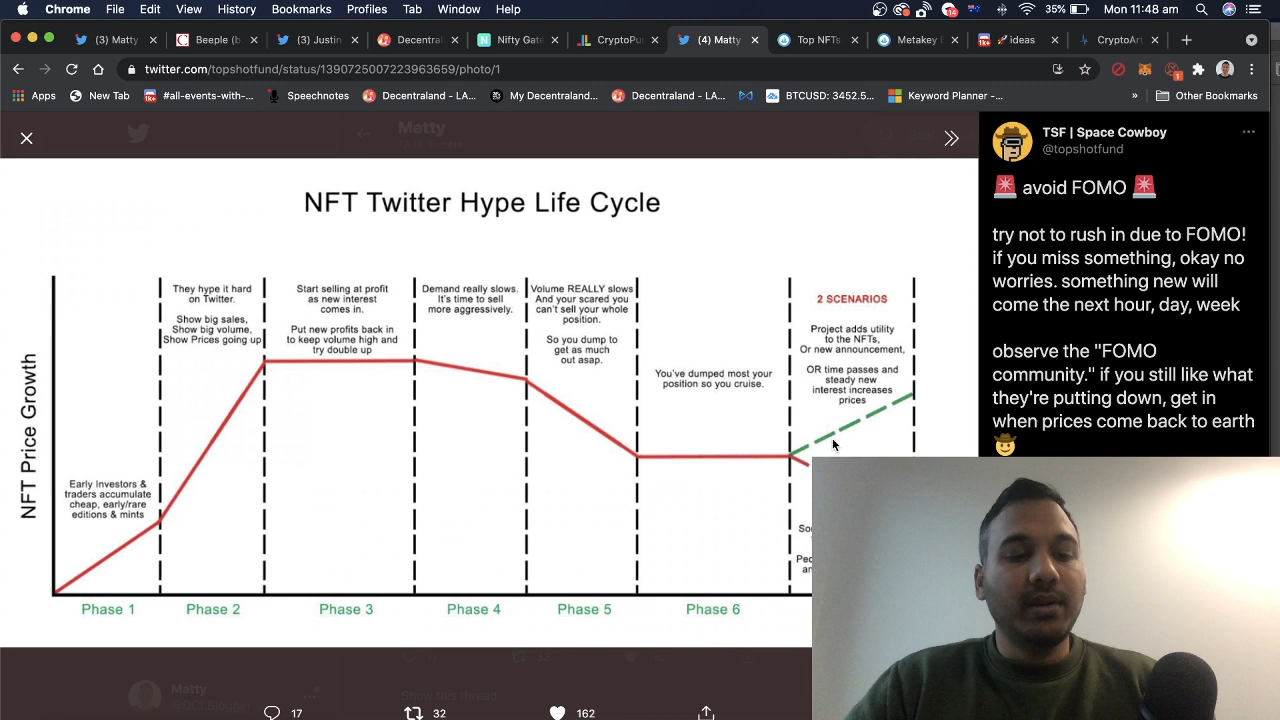 Chrome File Edit View History Bookmarks Profiles Tab Window Help 35% Mon 11:48 am
(3) Matty Beeple (b (3) Justin Decentral Nifty Gate CryptoPu (4) Matty Top NFTs Metakey E ideas CryptoArt
twitter.com/topshotfund/status/1390725007223963659/photo/1
Apps New Tab #all-events-with-... Speechnotes Decentraland - LA... My Decentraland... Decentraland - LA... BTCUSD: 3452.5... Keyword Planner -... » Other Bookmarks
Matty
NFT Twitter Hype Life Cycle
NFT Price Growth
Early Investors &
traders accumulate
cheap, early/rare
editions & mints
They hype it hard
on Twitter.
Show big sales,
Show big volume,
Show Prices going up
Start selling at profit
as new interest
comes in.
Put new profits back in
to keep volume high and
try double up
Demand really slows.
It's time to sell
more aggressively.
Volume REALLY slows
And your scared you
can't sell your whole
position.
So you dump to
get as much
out asap.
You've dumped most your
position so you cruise.
2 SCENARIOS
Project adds utility
to the NFTs,
Or new announcement,
OR time passes and
steady new
interest increases
prices
Phase 1 Phase 2 Phase 3 Phase 4 Phase 5 Phase 6
TSF | Space Cowboy
@topshotfund
avoid FOMO
try not to rush in due to FOMO!
if you miss something, okay no
worries. something new will
come the next hour, day, week
observe the "FOMO
community." if you still like what
they're putting down, get in
when prices come back to earth
Matty
Show this thread
17 32 162